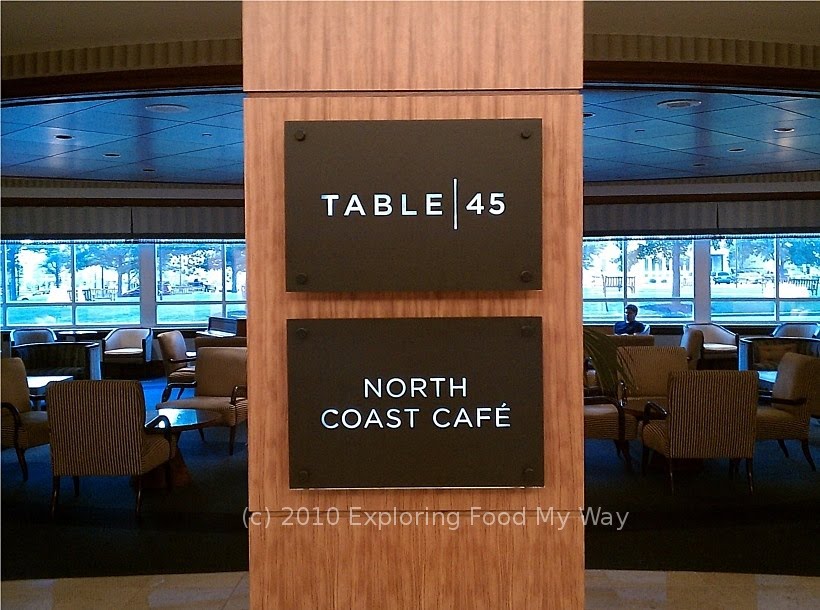 TABLE|45
NORTH
COAST CAFÉ
(c) 2010 Exploring Food My Way